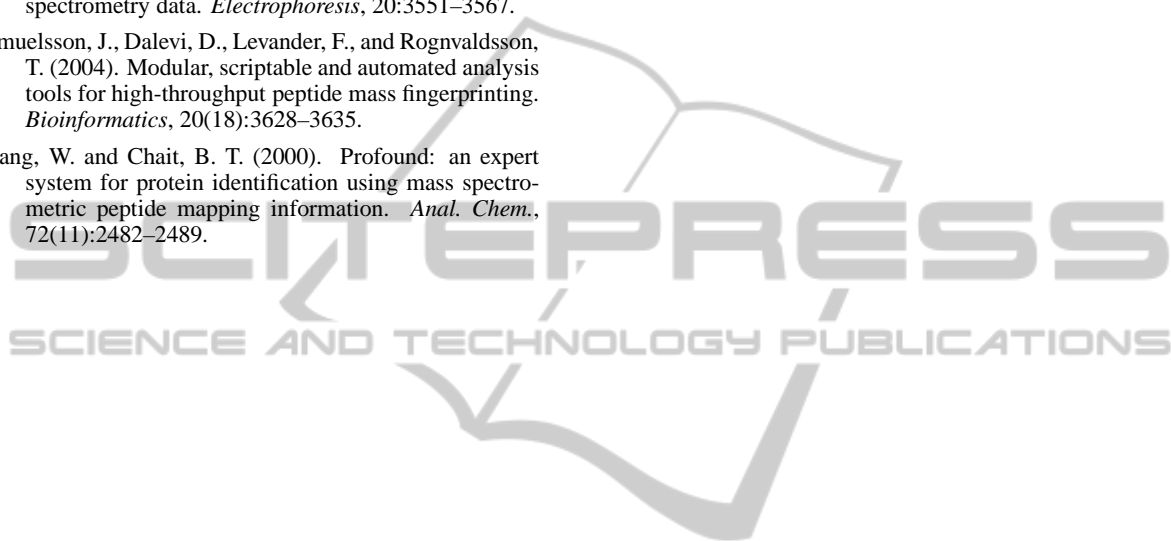 spectrometry data. Electrophoresis, 20:3551–3567.
muelsson, J., Dalevi, D., Levander, F., and Rognvaldsson,
T. (2004). Modular, scriptable and automated analysis
tools for high-throughput peptide mass fingerprinting.
Bioinformatics, 20(18):3628–3635.
ang, W. and Chait, B. T. (2000). Profound: an expert
system for protein identification using mass spectro-
metric peptide mapping information. Anal. Chem.,
72(11):2482–2489.
SCITEPRESS
SCIENCE AND TECHNOLOGY PUBLICATIONS